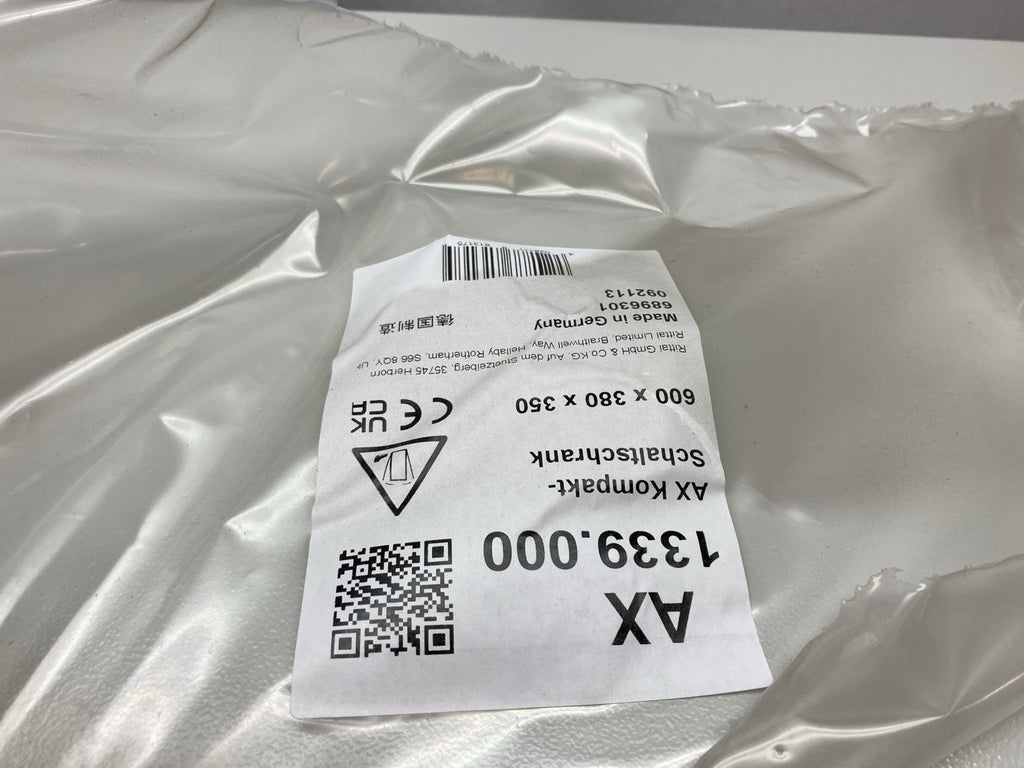 AX
1339.000
AX Kompakt-
Schaltschrank
600 x 380 x 350
CE UK CA
Rittal GmbH & Co KG, Auf dem stuetzelberg, 35745 Herborn
Rittal Limited, Braithwell Way, Hellaby Rotherham, S66 8QY, UK
Made in Germany
德国制造
6896301
092113
813175